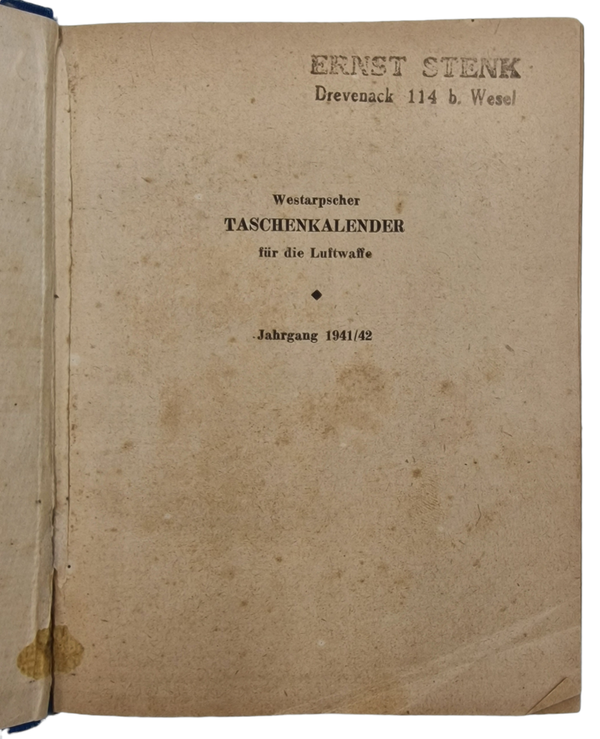 ERNST STENK
Drevenack 114 b. Wesel
Westarpscher
TASCHENKALENDER
für die Luftwaffe
Jahrgang 1941/42